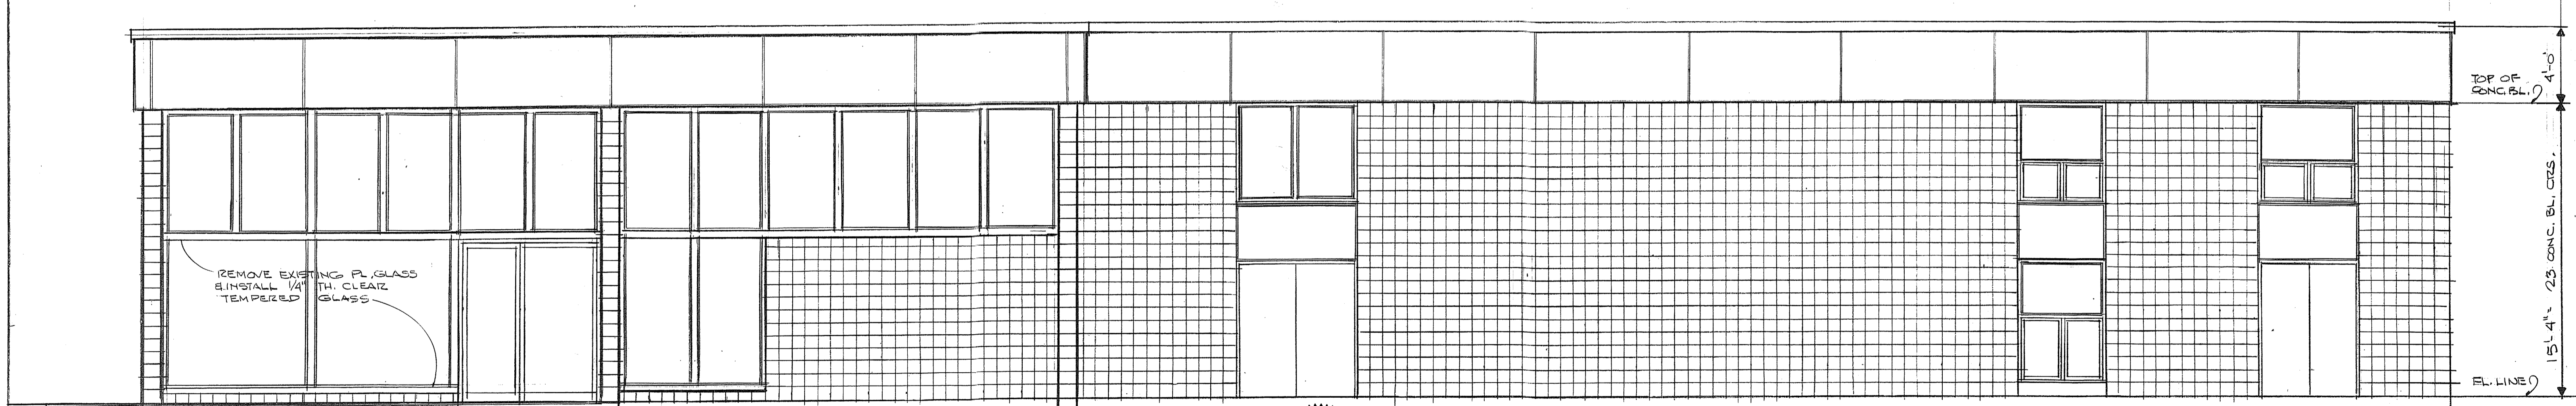 REMOVE EXISTING PL. GLASS
& INSTALL 1/4" TH. CLEAR
TEMPERED GLASS
TOP OF
CONC. BL.
4'-0"
15'-4" = 23 CONC. BL. CRS.
FL. LINE